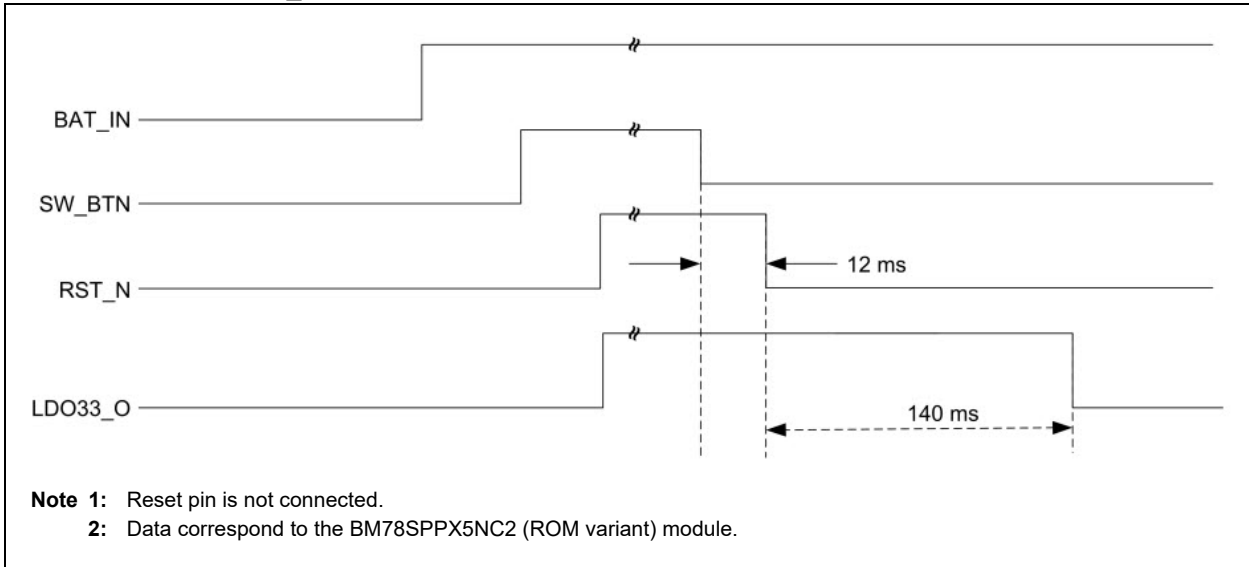 BAT_IN
SW_BTN
12 ms
RST_N
LDO33_O
140 ms
Note 1: Reset pin is not connected.
2: Data correspond to the BM78SPPX5NC2 (ROM variant) module.